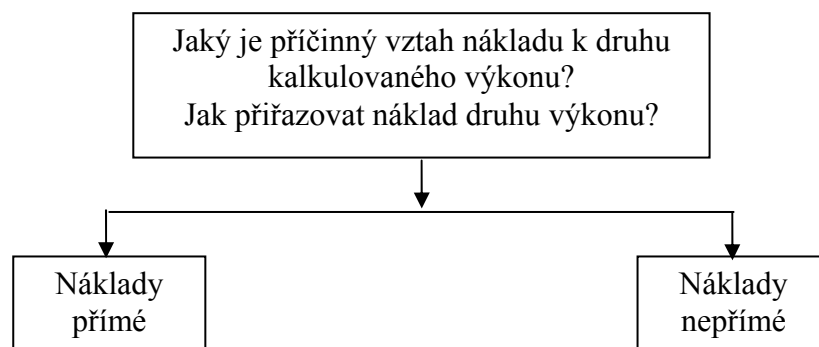 Jaký je příčinný vztah nákladu k druhu
kalkulovaného výkonu?
Jak přiřazovat náklad druhu výkonu?
Náklady
přímé
Náklady
nepřímé